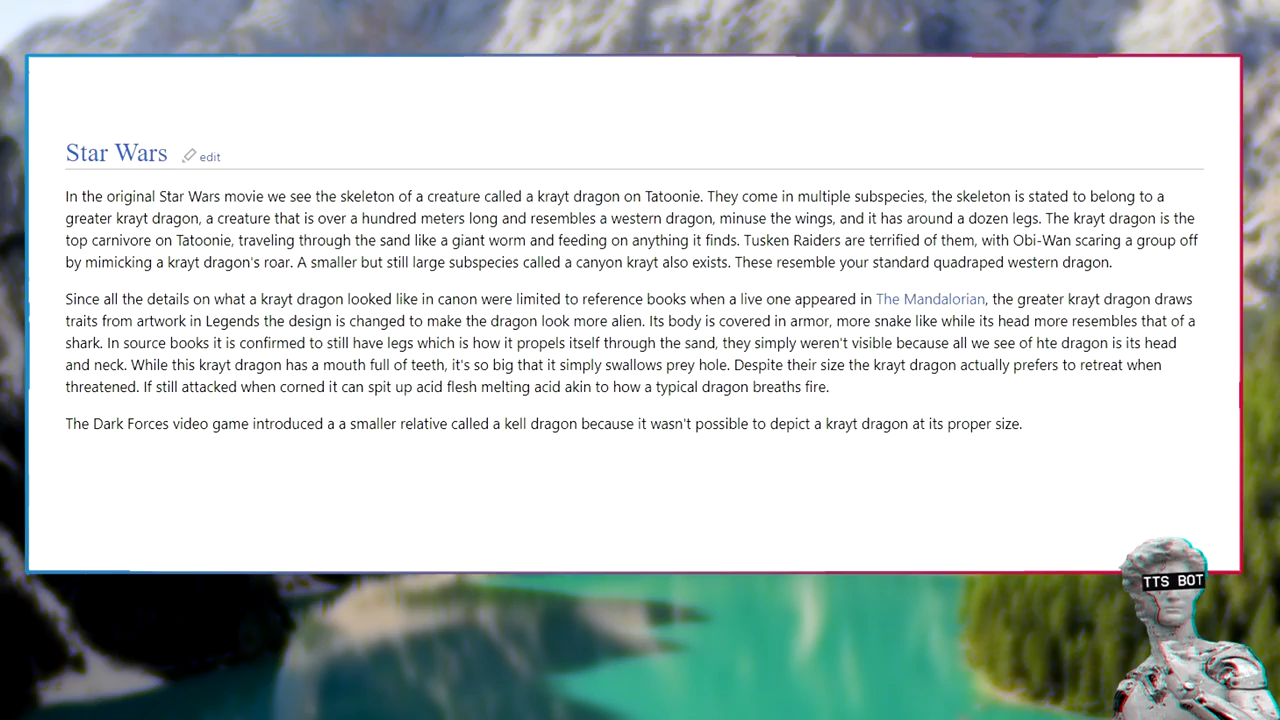 Star Wars edit
In the original Star Wars movie we see the skeleton of a creature called a krayt dragon on Tatoonie. They come in multiple subspecies, the skeleton is stated to belong to a
greater krayt dragon, a creature that is over a hundred meters long and resembles a western dragon, minuse the wings, and it has around a dozen legs. The krayt dragon is the
top carnivore on Tatoonie, traveling through the sand like a giant worm and feeding on anything it finds. Tusken Raiders are terrified of them, with Obi-Wan scaring a group off
by mimicking a krayt dragon's roar. A smaller but still large subspecies called a canyon krayt also exists. These resemble your standard quadraped western dragon.
Since all the details on what a krayt dragon looked like in canon were limited to reference books when a live one appeared in The Mandalorian, the greater krayt dragon draws
traits from artwork in Legends the design is changed to make the dragon look more alien. Its body is covered in armor, more snake like while its head more resembles that of a
shark. In source books it is confirmed to still have legs which is how it propels itself through the sand, they simply weren't visible because all we see of hte dragon is its head
and neck. While this krayt dragon has a mouth full of teeth, it's so big that it simply swallows prey hole. Despite their size the krayt dragon actually prefers to retreat when
threatened. If still attacked when corned it can spit up acid flesh melting acid akin to how a typical dragon breaths fire.
The Dark Forces video game introduced a a smaller relative called a kell dragon because it wasn't possible to depict a krayt dragon at its proper size.
TTS BOT